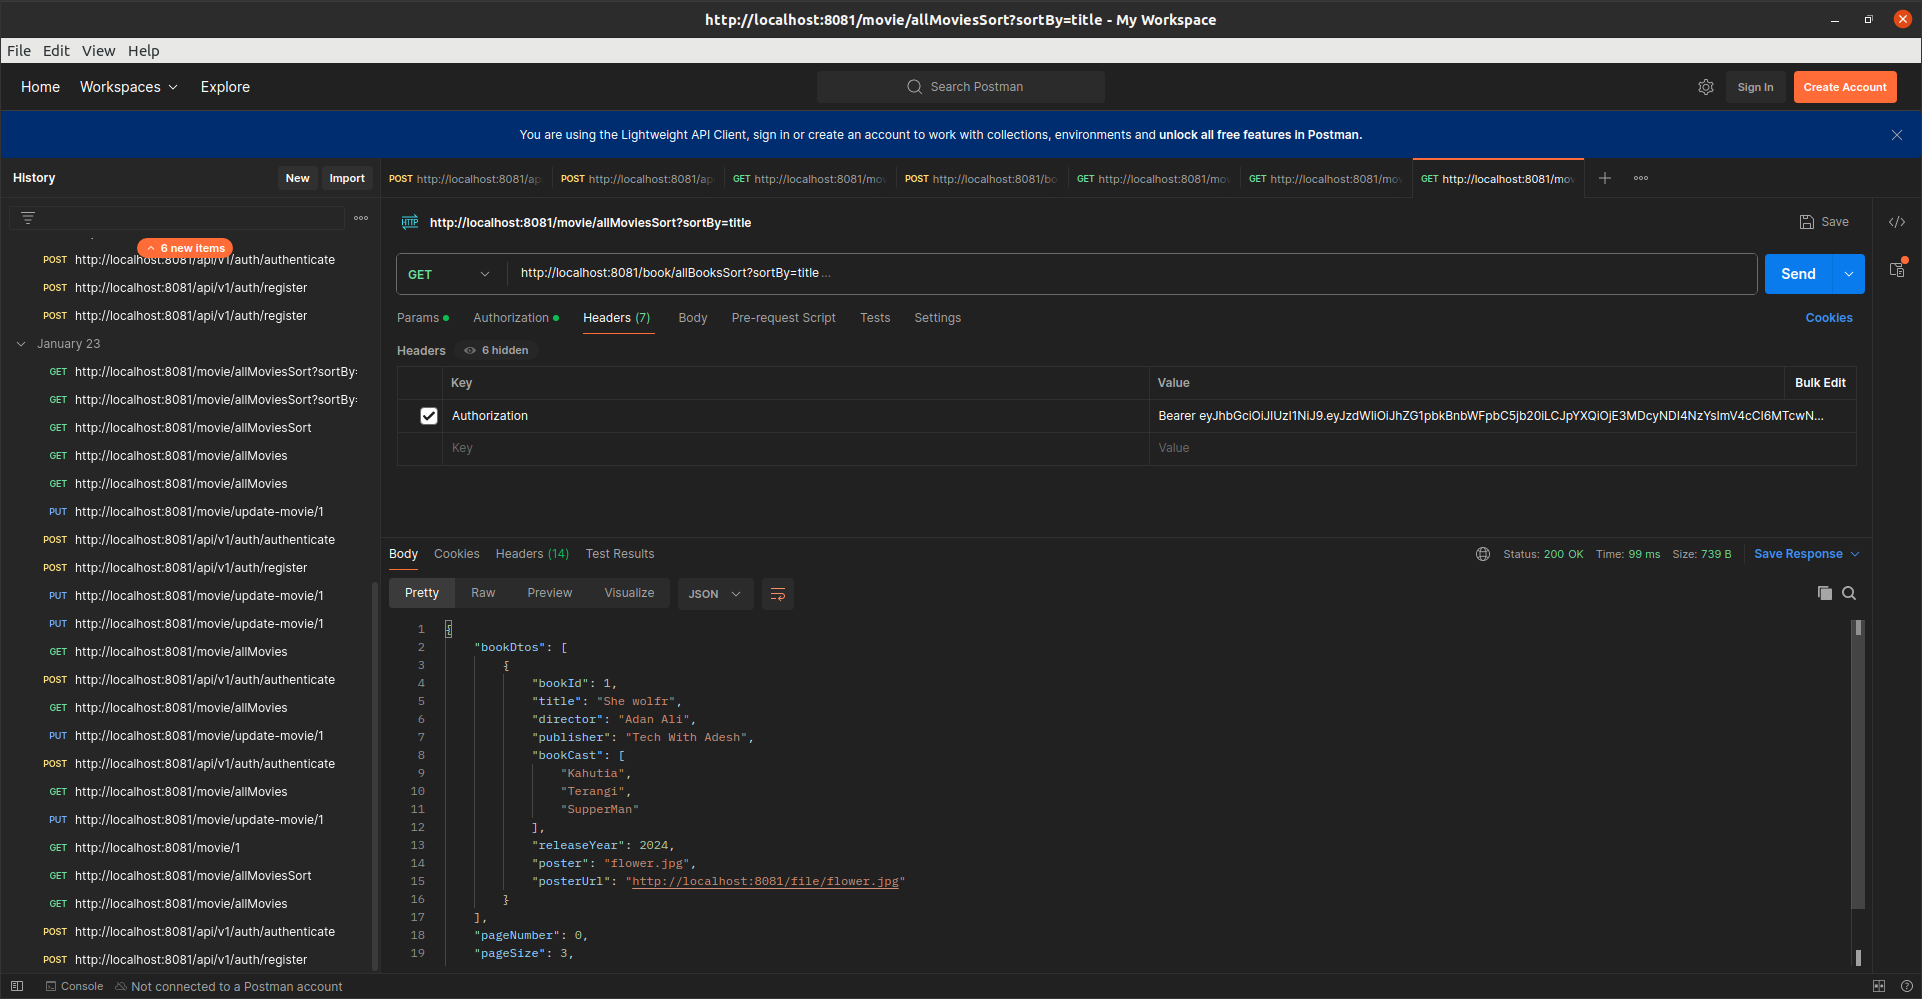 http://localhost:8081/movie/allMoviesSort?sortBy=title - My Workspace
File Edit View Help
Home Workspaces Explore Search Postman Sign In Create Account
You are using the Lightweight API Client, sign in or create an account to work with collections, environments and unlock all free features in Postman.
History New Import
POST http://localhost:8081/ap
POST http://localhost:8081/ap
GET http://localhost:8081/mov
POST http://localhost:8081/bo
GET http://localhost:8081/mov
GET http://localhost:8081/mov
GET http://localhost:8081/mov
6 new items
POST http://localhost:8081/api/v1/auth/authenticate
POST http://localhost:8081/api/v1/auth/register
POST http://localhost:8081/api/v1/auth/register
January 23
GET http://localhost:8081/movie/allMoviesSort?sortBy=
GET http://localhost:8081/movie/allMoviesSort?sortBy=
GET http://localhost:8081/movie/allMoviesSort
GET http://localhost:8081/movie/allMovies
GET http://localhost:8081/movie/allMovies
PUT http://localhost:8081/movie/update-movie/1
POST http://localhost:8081/api/v1/auth/authenticate
POST http://localhost:8081/api/v1/auth/register
PUT http://localhost:8081/movie/update-movie/1
PUT http://localhost:8081/movie/update-movie/1
GET http://localhost:8081/movie/allMovies
POST http://localhost:8081/api/v1/auth/authenticate
GET http://localhost:8081/movie/allMovies
PUT http://localhost:8081/movie/update-movie/1
POST http://localhost:8081/api/v1/auth/authenticate
GET http://localhost:8081/movie/allMovies
PUT http://localhost:8081/movie/update-movie/1
GET http://localhost:8081/movie/1
GET http://localhost:8081/movie/allMoviesSort
GET http://localhost:8081/movie/allMovies
POST http://localhost:8081/api/v1/auth/authenticate
POST http://localhost:8081/api/v1/auth/register
HTTP http://localhost:8081/movie/allMoviesSort?sortBy=title Save
GET http://localhost:8081/book/allBooksSort?sortBy=title ... Send
Params Authorization Headers (7) Body Pre-request Script Tests Settings Cookies
Headers 6 hidden
Key Value Bulk Edit
Authorization Bearer eyJhbGciOiJIUzI1NiJ9.eyJzdWIiOiJhZG1pbkBnbWFpbC5jb20iLCJpYXQiOjE3MDcyNDI4NzYsImV4cCI6MTcwN...
Key Value
Body Cookies Headers (14) Test Results Status: 200 OK Time: 99 ms Size: 739 B Save Response
Pretty Raw Preview Visualize JSON
1 {
2 "bookDtos": [
3 {
4 "bookId": 1,
5 "title": "She wolfr",
6 "director": "Adan Ali",
7 "publisher": "Tech With Adesh",
8 "bookCast": [
9 "Kahutia",
10 "Terangi",
11 "SupperMan"
12 ],
13 "releaseYear": 2024,
14 "poster": "flower.jpg",
15 "posterUrl": "http://localhost:8081/file/flower.jpg"
16 }
17 ],
18 "pageNumber": 0,
19 "pageSize": 3,
Console Not connected to a Postman account